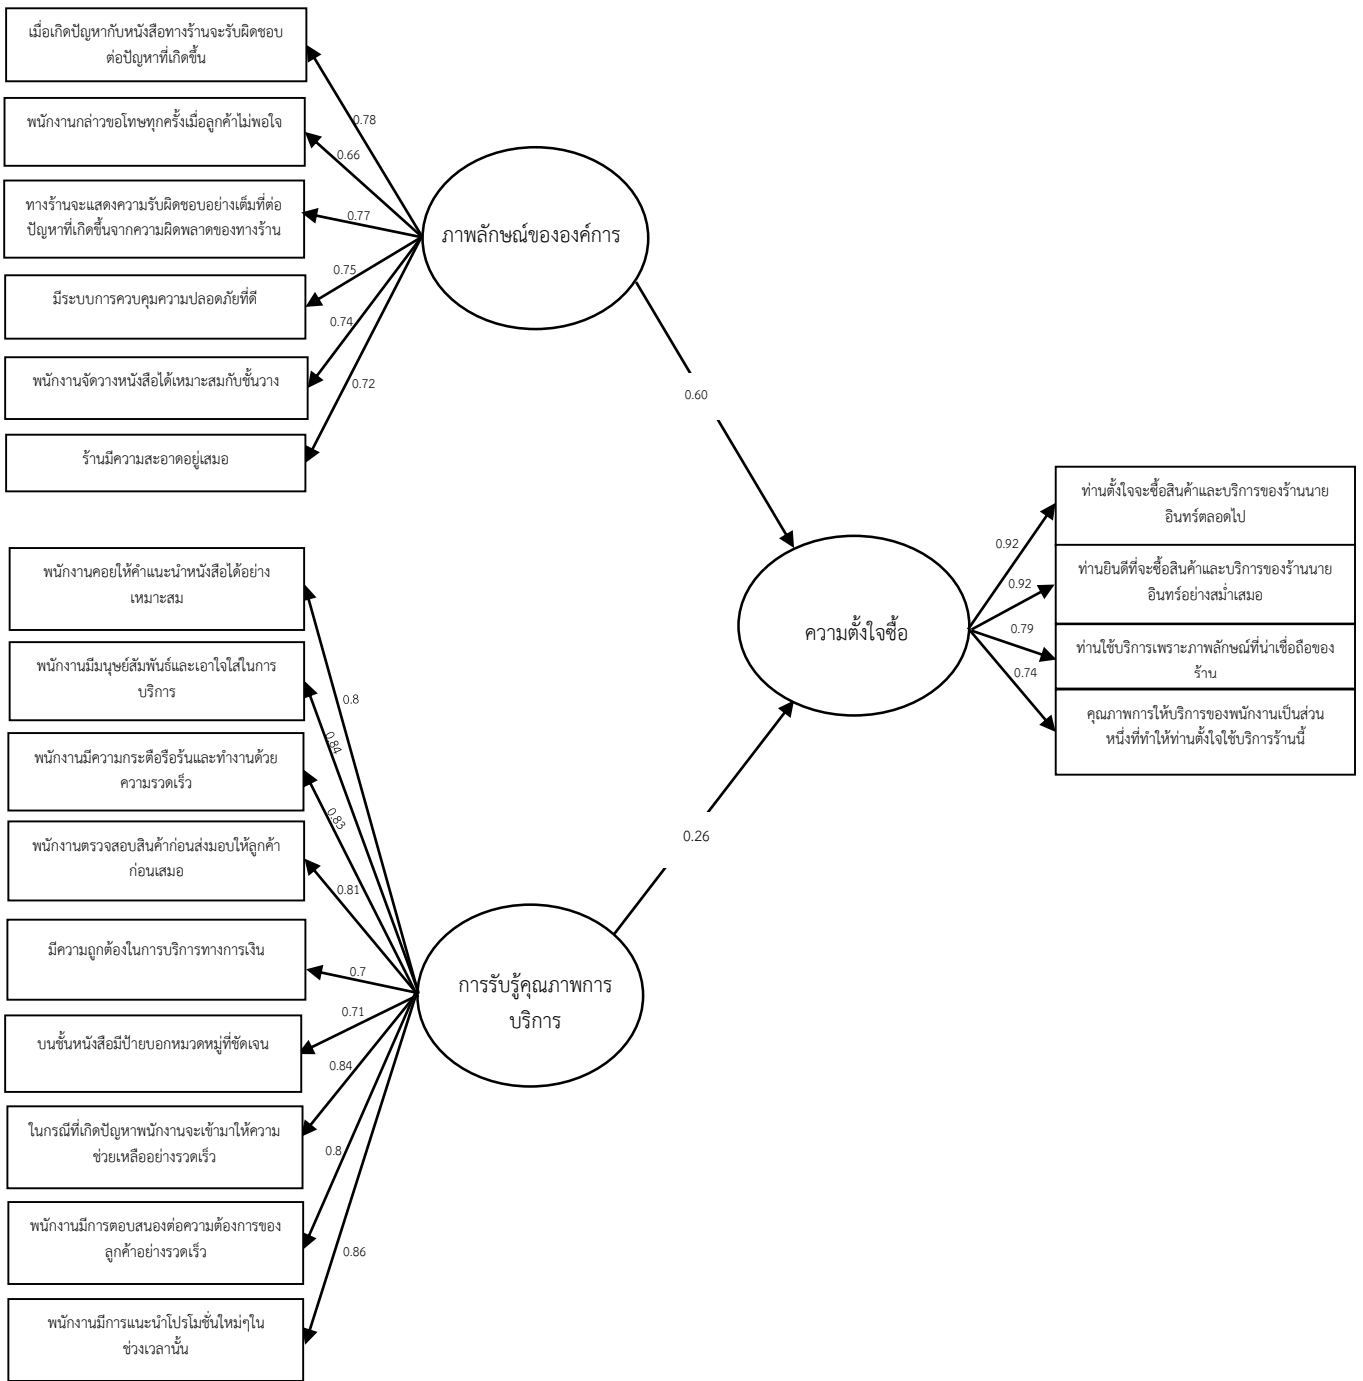 เมื่อเกิดปัญหากับหนังสือทางร้านจะรับผิดชอบ
ต่อปัญหาที่เกิดขึ้น
0.78
พนักงานกล่าวขอโทษทุกครั้งเมื่อลูกค้าไม่พอใจ
0.66
ทางร้านจะแสดงความรับผิดชอบอย่างเต็มที่ต่อ
ปัญหาที่เกิดขึ้นจากความผิดพลาดของทางร้าน
0.77
ภาพลักษณ์ขององค์การ
0.75
มีระบบการควบคุมความปลอดภัยที่ดี
0.74
พนักงานจัดวางหนังสือได้เหมาะสมกับชั้นวาง
0.72
0.60
ร้านมีความสะอาดอยู่เสมอ
ท่านตั้งใจจะซื้อสินค้าและบริการของร้านนาย
อินทร์ตลอดไป
0.92
ท่านยินดีที่จะซื้อสินค้าและบริการของร้านนาย
อินทร์อย่างสม่ำเสมอ
0.92
ความตั้งใจซื้อ
0.79
ท่านใช้บริการเพราะภาพลักษณ์ที่น่าเชื่อถือของ
ร้าน
0.74
คุณภาพการให้บริการของพนักงานเป็นส่วน
หนึ่งที่ทำให้ท่านตั้งใจใช้บริการร้านนี้
พนักงานคอยให้คำแนะนำหนังสือได้อย่าง
เหมาะสม
พนักงานมีมนุษย์สัมพันธ์และเอาใจใส่ในการ
บริการ
0.8
0.84
พนักงานมีความกระตือรือร้นและทำงานด้วย
ความรวดเร็ว
0.83
0.26
พนักงานตรวจสอบสินค้าก่อนส่งมอบให้ลูกค้า
ก่อนเสมอ
0.81
มีความถูกต้องในการบริการทางการเงิน
0.7
การรับรู้คุณภาพการ
บริการ
0.71
บนชั้นหนังสือมีป้ายบอกหมวดหมู่ที่ชัดเจน
0.84
ในกรณีที่เกิดปัญหาพนักงานจะเข้ามาให้ความ
ช่วยเหลืออย่างรวดเร็ว
0.8
พนักงานมีการตอบสนองต่อความต้องการของ
ลูกค้าอย่างรวดเร็ว
0.86
พนักงานมีการแนะนำโปรโมชั่นใหม่ๆใน
ช่วงเวลานั้น